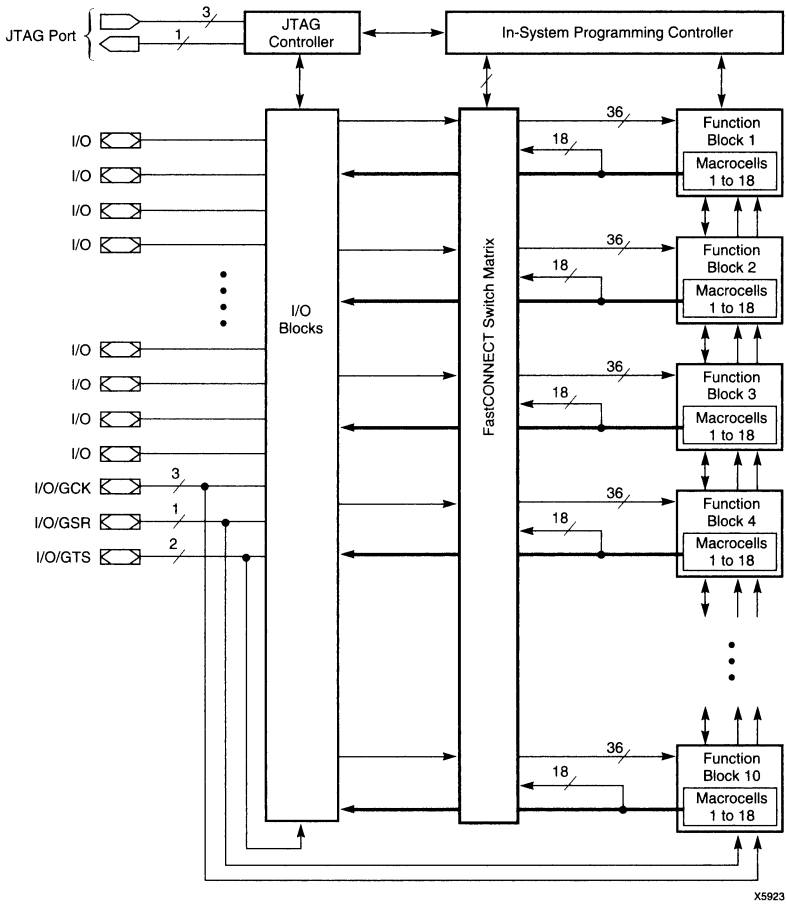 JTAG Port
3
1
JTAG
Controller
In-System Programming Controller
I/O
I/O
I/O
I/O
I/O
I/O
I/O
I/O
I/O/GCK
3
I/O/GSR
1
I/O/GTS
2
I/O
Blocks
FastCONNECT Switch Matrix
36
18
Function
Block 1
Macrocells
1 to 18
36
18
Function
Block 2
Macrocells
1 to 18
36
18
Function
Block 3
Macrocells
1 to 18
36
18
Function
Block 4
Macrocells
1 to 18
36
18
Function
Block 10
Macrocells
1 to 18
X5923